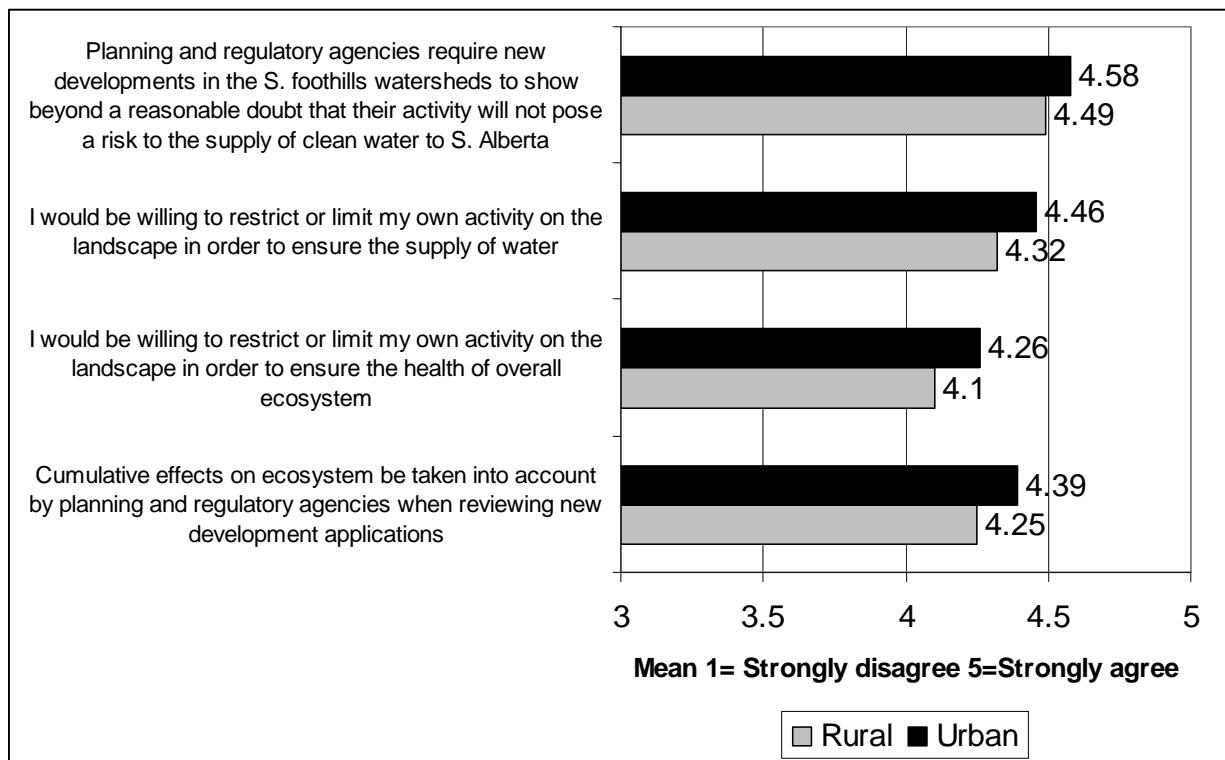 Planning and regulatory agencies require new
developments in the S. foothills watersheds to show
beyond a reasonable doubt that their activity will not pose
a risk to the supply of clean water to S. Alberta
4.58
4.49
I would be willing to restrict or limit my own activity on the
landscape in order to ensure the supply of water
4.46
4.32
I would be willing to restrict or limit my own activity on the
landscape in order to ensure the health of overall
ecosystem
4.26
4.1
Cumulative effects on ecosystem be taken into account
by planning and regulatory agencies when reviewing new
development applications
4.39
4.25
3 3.5 4 4.5 5
Mean 1= Strongly disagree 5=Strongly agree
Rural Urban